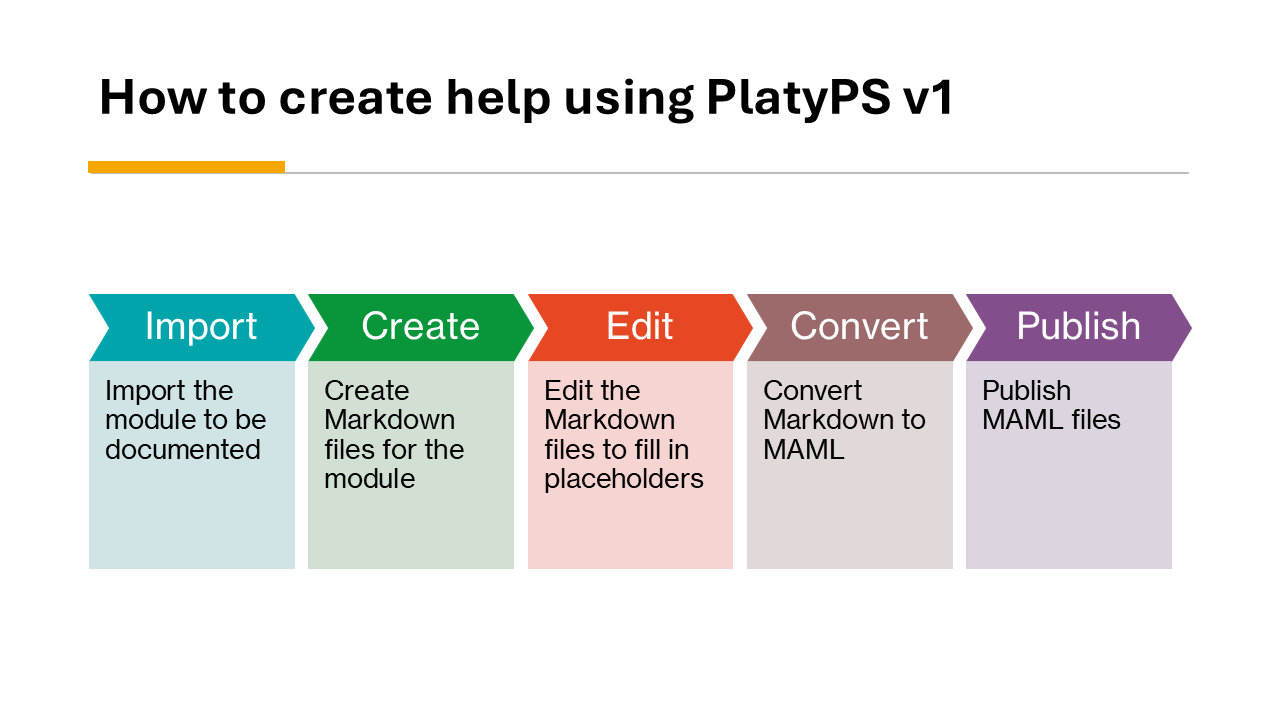 How to create help using PlatyPS v1
Import
Create
Edit
Convert
Publish
Import the
module to be
documented
Create
Markdown
files for the
module
Edit the
Markdown
files to fill in
placeholders
Convert
Markdown to
MAML
Publish
MAML files